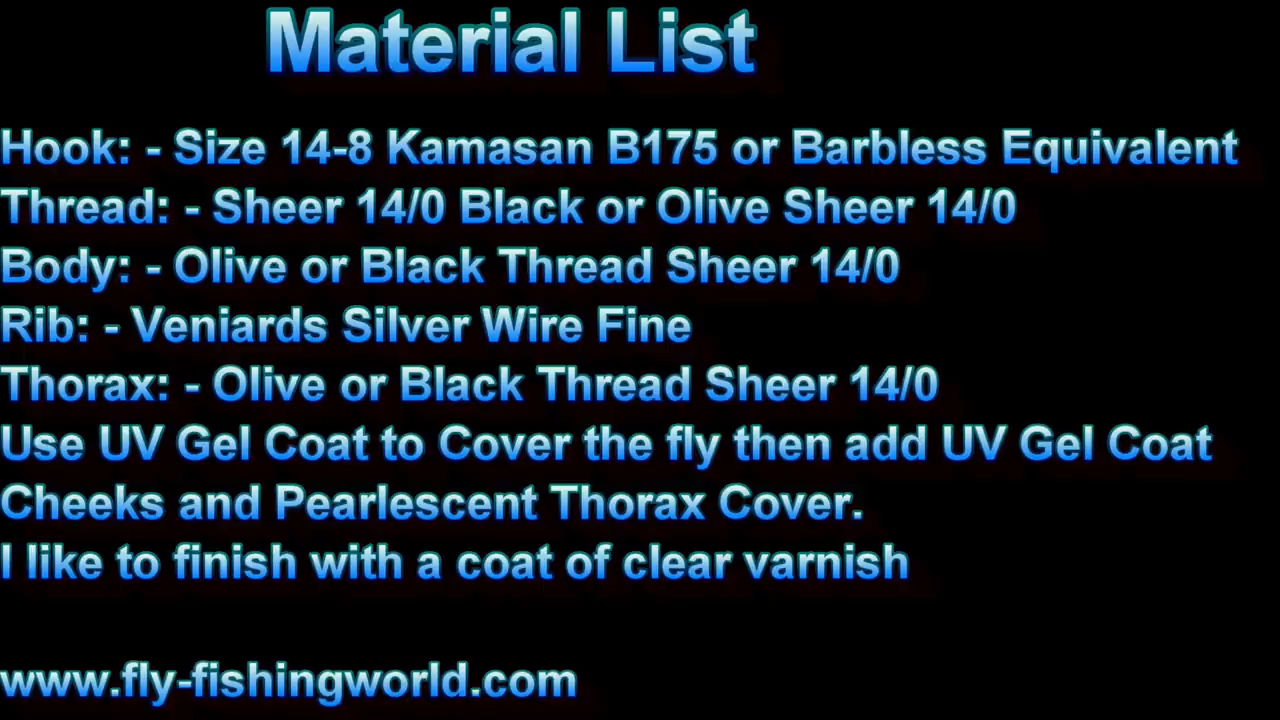 Material List
Hook: - Size 14-8 Kamasan B175 or Barbless Equivalent
Thread: - Sheer 14/0 Black or Olive Sheer 14/0
Body: - Olive or Black Thread Sheer 14/0
Rib: - Veniards Silver Wire Fine
Thorax: - Olive or Black Thread Sheer 14/0
Use UV Gel Coat to Cover the fly then add UV Gel Coat
Cheeks and Pearlescent Thorax Cover.
I like to finish with a coat of clear varnish
www.fly-fishingworld.com